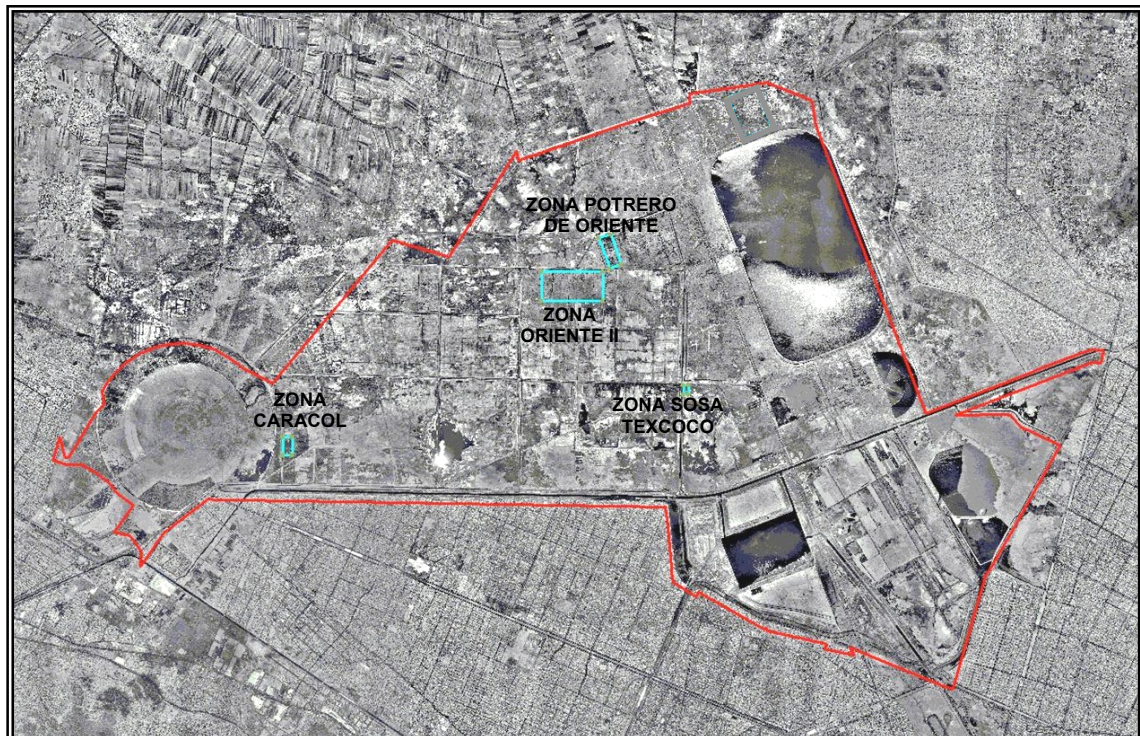 ZONA POTRERO
DE ORIENTE
ZONA
ORIENTE II
ZONA
CARACOL
ZONA SOSA
TEXCOCO